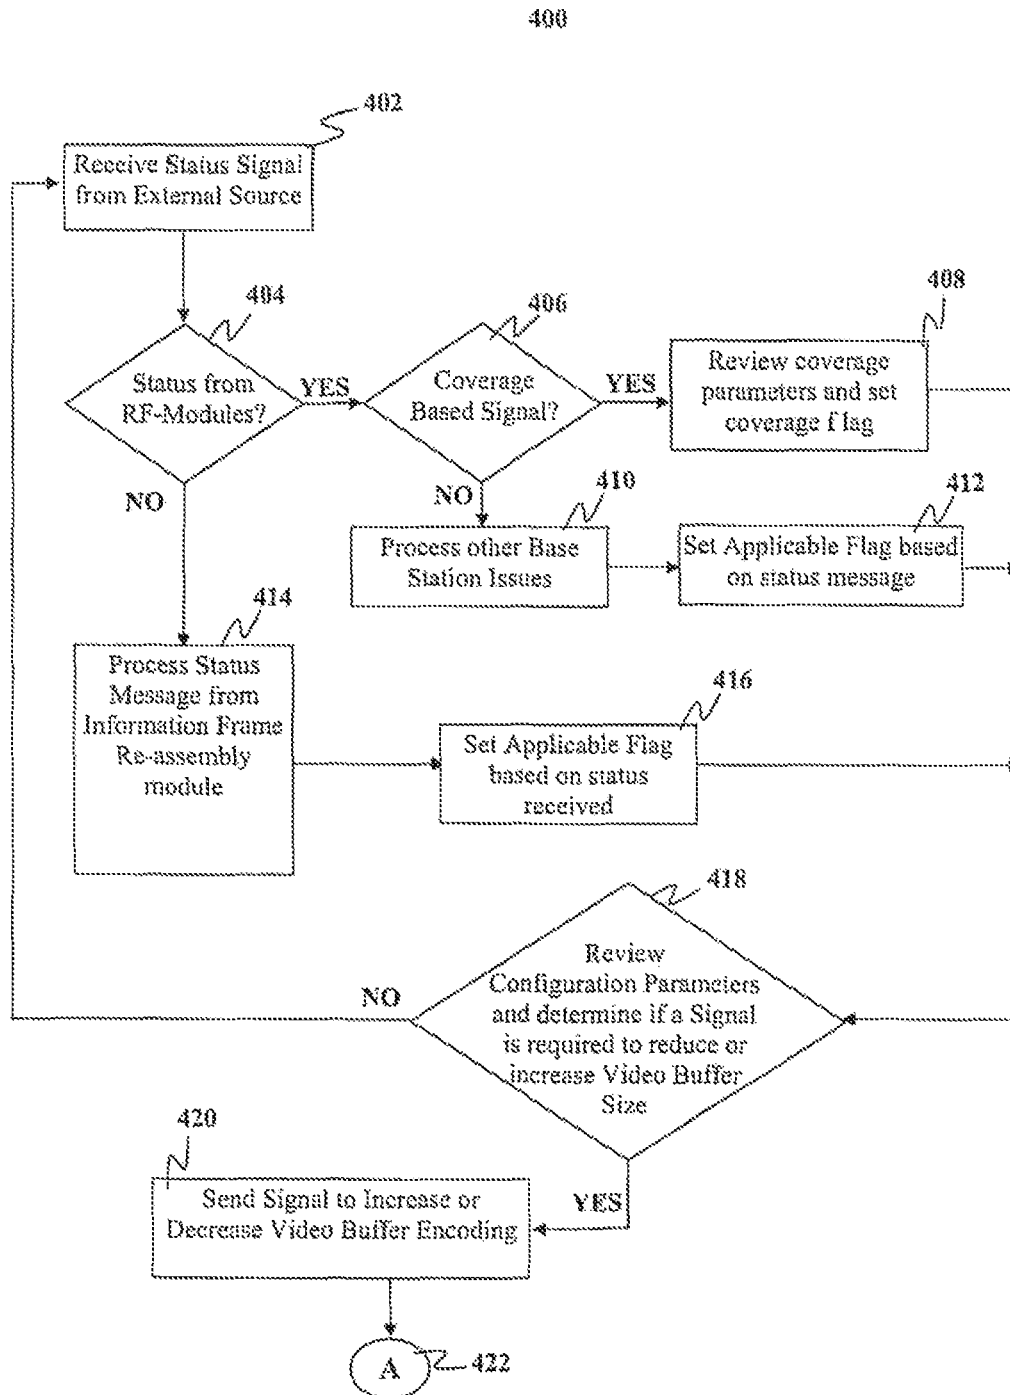 400
402
Receive Status Signal
from External Source
404
Status from
RF-Modules?
YES
NO
406
Coverage
Based Signal?
YES
NO
408
Review coverage
parameters and set
coverage flag
410
Process other Base
Station Issues
412
Set Applicable Flag based
on status message
414
Process Status
Message from
Information Frame
Re-assembly
module
416
Set Applicable Flag
based on status
received
418
Review
Configuration Parameters
and determine if a Signal
is required to reduce or
increase Video Buffer
Size
NO
YES
420
Send Signal to Increase or
Decrease Video Buffer Encoding
A
422